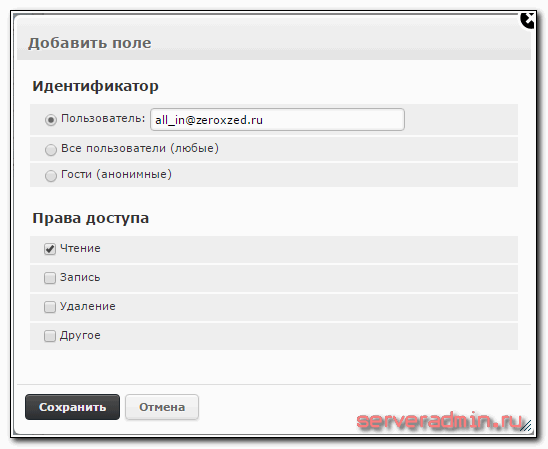 Добавить поле
Идентификатор
Пользователь: all_in@zeroxzed.ru
Все пользователи (любые)
Гости (анонимные)
Права доступа
Чтение
Запись
Удаление
Другое
Сохранить Отмена
serveradmin.ru